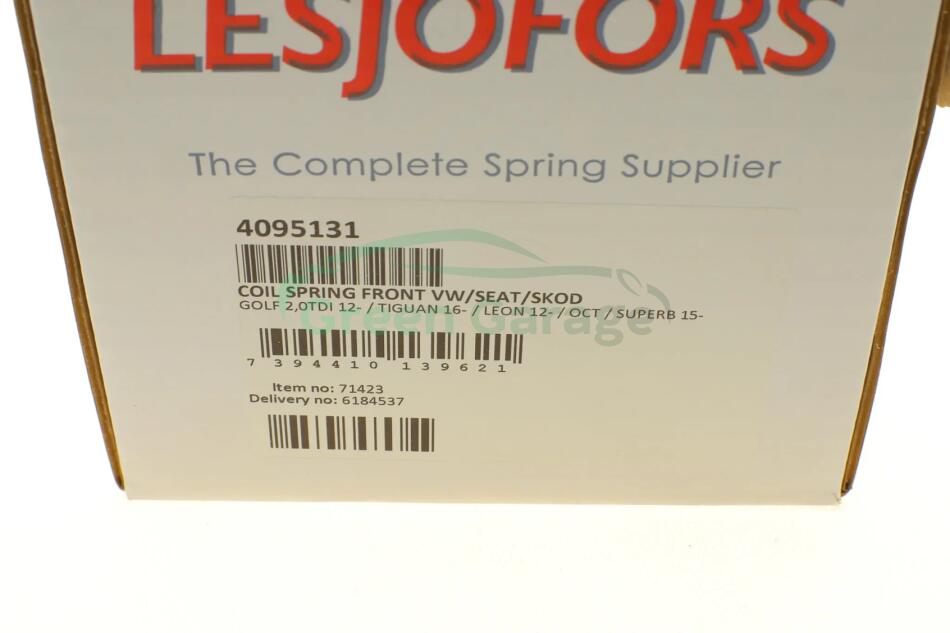 LESJÖFORS
The Complete Spring Supplier
4095131
COIL SPRING FRONT VW/SEAT/SKOD
GOLF 2,0TDI 12- / TIGUAN 16- / LEON 12- / OCT / SUPERB 15-
Green Garage
7 394410 139621
Item no: 71423
Delivery no: 6184537